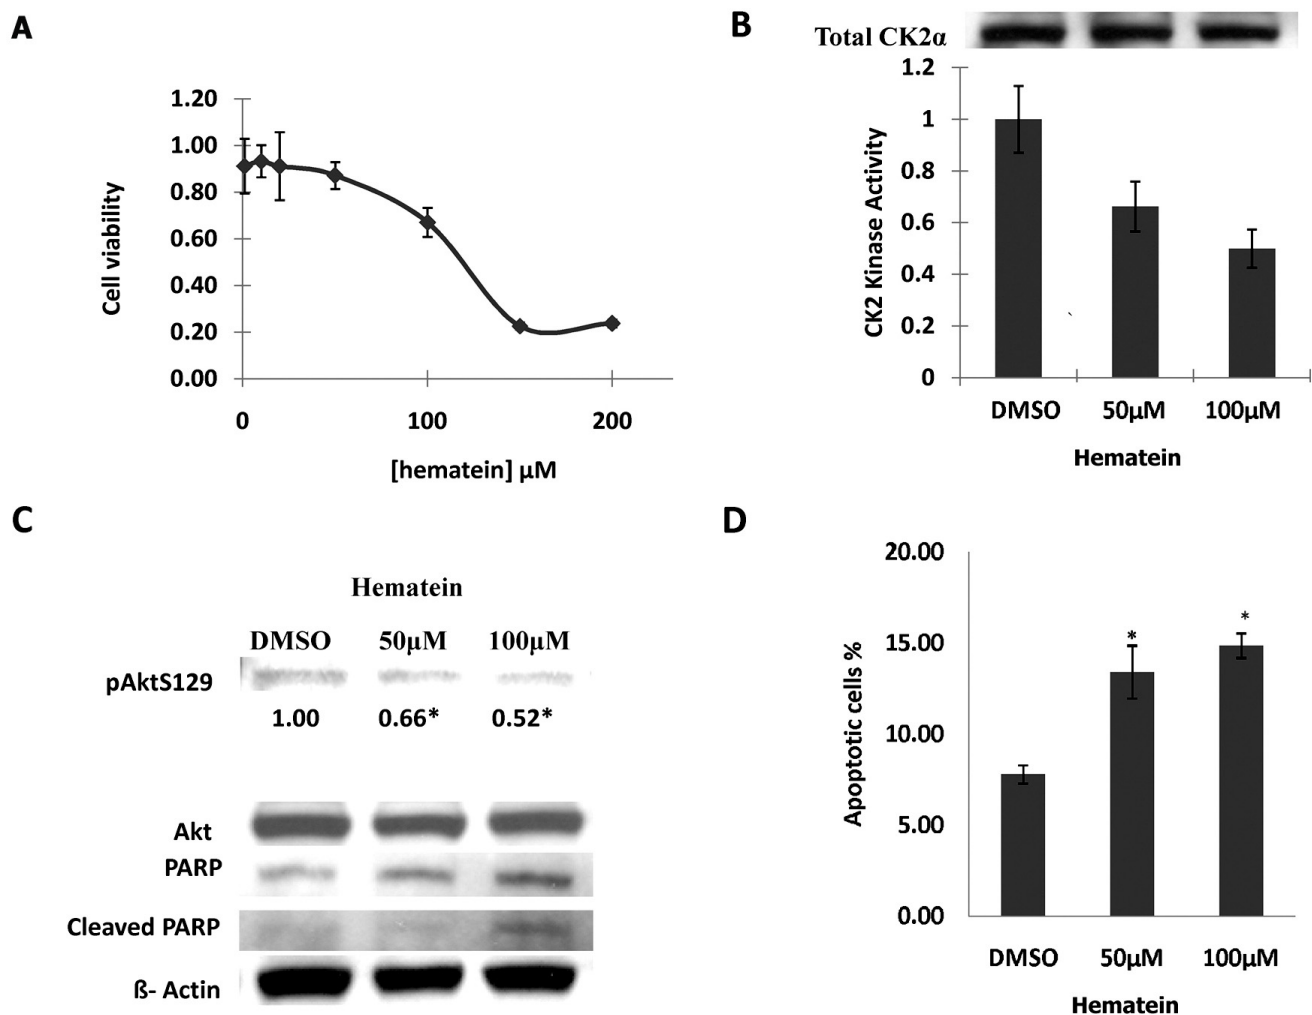 A
1.20
1.00
0.80
0.60
0.40
0.20
0.00
Cell viability
0 100 200
[hematein] µM
B
Total CK2α
1.2
1
0.8
0.6
0.4
0.2
0
CK2 Kinase Activity
DMSO 50µM 100µM
Hematein
C
Hematein
DMSO 50µM 100µM
pAktS129
1.00 0.66* 0.52*
Akt
PARP
Cleaved PARP
ß- Actin
D
20.00
15.00
10.00
5.00
0.00
Apoptotic cells %
* *
DMSO 50µM 100µM
Hematein